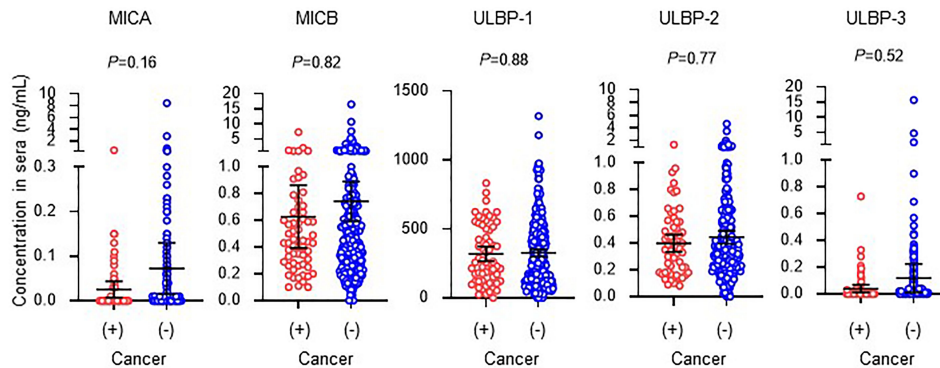 MICA MICB ULBP-1 ULBP-2 ULBP-3
P=0.16 P=0.82 P=0.88 P=0.77 P=0.52
Concentration in sera (ng/mL)
10 8 6 4 2 0.3 0.2 0.1 0.0
20 15 10 5 1.0 0.8 0.6 0.4 0.2 0.0
1500 1000 500 0
10 8 6 4 2 1.0 0.8 0.6 0.4 0.2 0.0
20 15 10 5 1.0 0.8 0.6 0.4 0.2 0.0
(+) (-) (+) (-) (+) (-) (+) (-) (+) (-)
Cancer Cancer Cancer Cancer Cancer